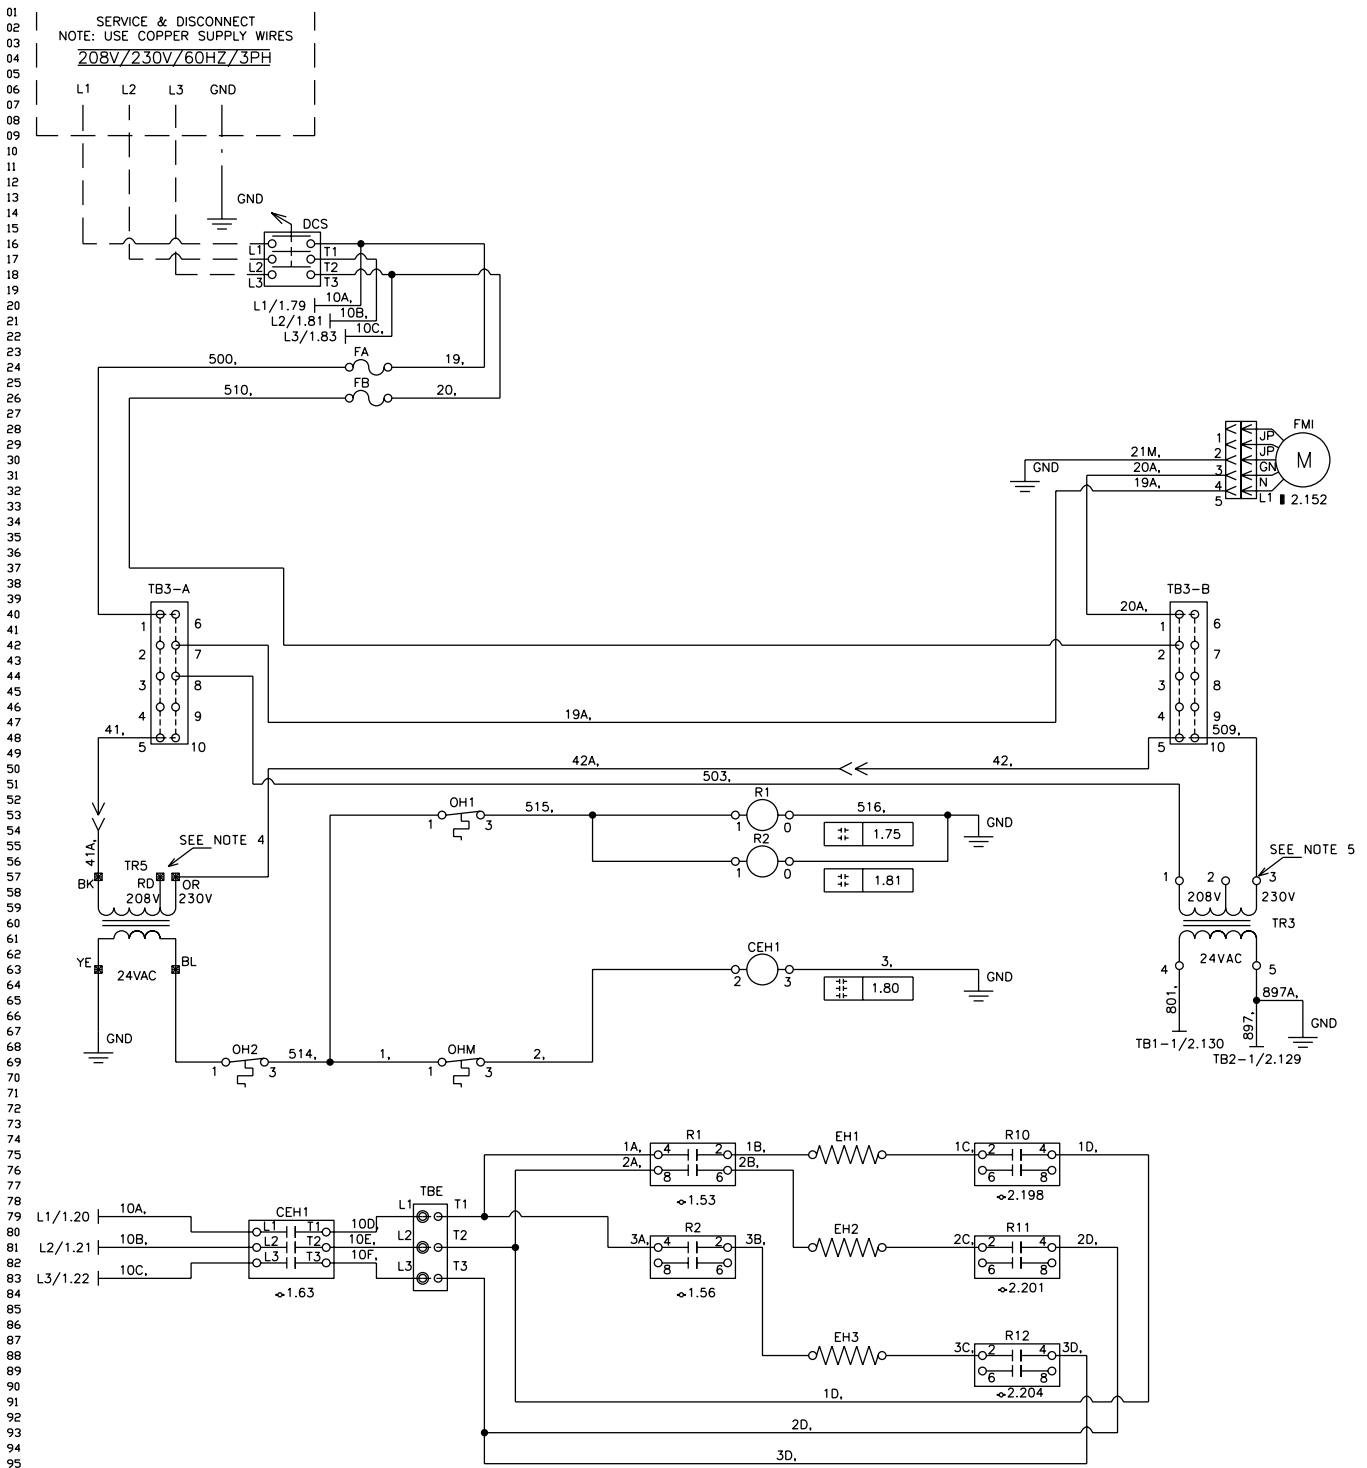 01
02 SERVICE & DISCONNECT
03 NOTE: USE COPPER SUPPLY WIRES
04 208V/230V/60HZ/3PH
05
06 L1 L2 L3 GND
07
08
09
10
11
12
13 GND
14
15 DCS
16
17 L1 T1
18 L2 T2
19 L3 T3
20 L1/1.79 10A,
21 L2/1.81 10B,
22 L3/1.83 10C,
23 FA
24 500, 19,
25 FB
26 510, 20,
27
28 FM1
29 1 JP
30 21M, 2 JP M
31 GND 20A, 3 GN
32 19A, 4 N
33 5 L1 2.152
34
35
36
37
38 TB3-A TB3-B
39
40 20A,
41 1 6 1 6
42
43 2 7 2 7
44
45 3 8 3 8
46
47 4 9 19A, 4 9
48 41, 509,
49 5 10 5 10
50 42A, 42,
51 503,
52 R1
53 OH1 515, 516, GND
54 1 3 1 0 1.75
55 41A, SEE NOTE 4 R2 SEE NOTE 5
56 TR5 1 0
57 BK RD OR 1.81 1 2 3
58 208V 230V 208V 230V
59
60 TR3
61
62 YE BL CEH1 24VAC
63 24VAC 3, 4 5
64 2 3 1.80 GND
65 801, 897A,
66
67 GND 897, GND
68 OH2 514, 1, OHM 2, TB1-1/2.130
69 1 3 1 3 TB2-1/2.129
70
71
72
73
74 R1 EH1 R10
75 1A, 4 2 1B, 1C, 2 4 1D,
76 2A, 8 6 2B, 6 8
77
78 TBE 1.53 2.198
79 L1/1.20 10A, CEH1 L1 T1
80 L1 T1 10D, R2 EH2 R11
81 L2/1.21 10B, L2 T2 10E, L2 T2 3A, 4 2 3B, 2C, 2 4 2D,
82 L3 T3 10F, L3 T3 8 6 6 8
83 L3/1.22 10C,
84 1.63 1.56 2.201
85
86
87 EH3 R12
88 3C, 2 4 3D,
89 6 8
90 2.204
91 1D,
92
93 2D,
94
95 3D,